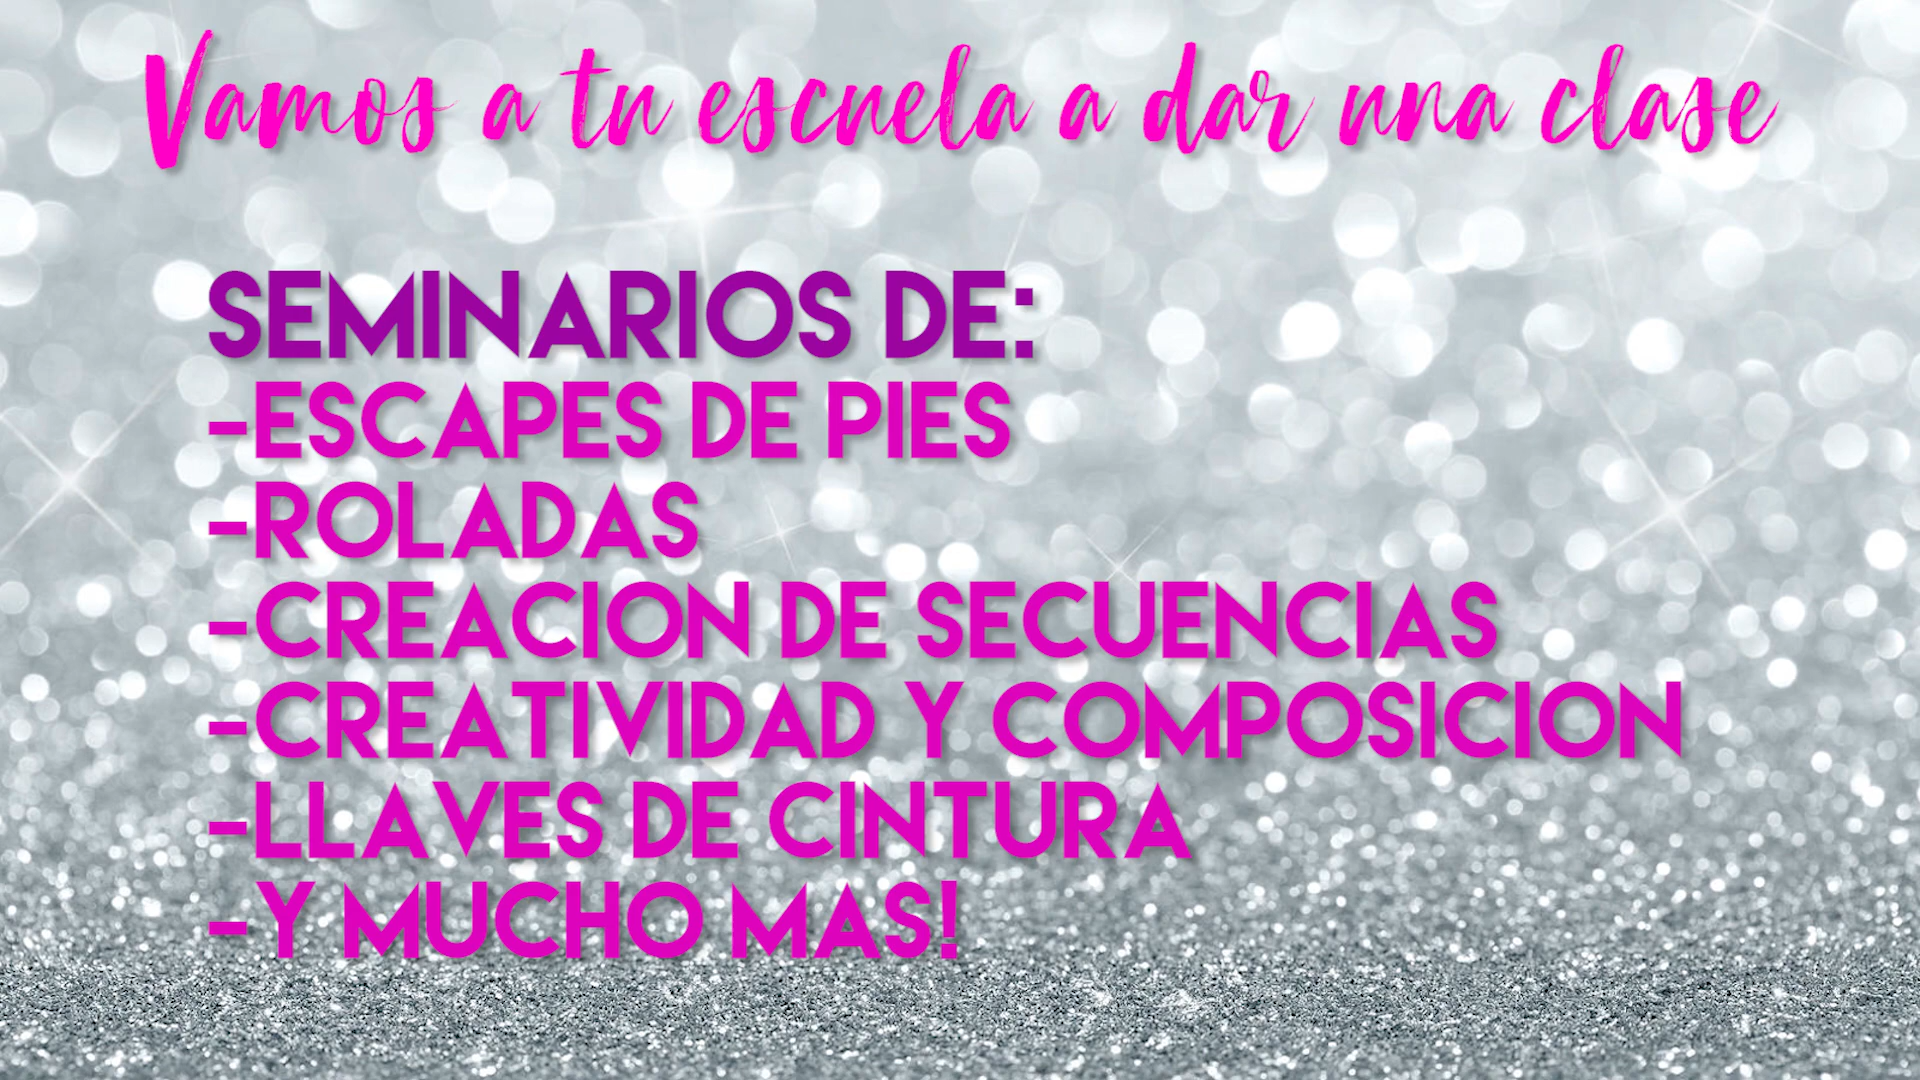 Vamos a tu escuela a dar una clase
SEMINARIOS DE:
-ESCAPES DE PIES
-ROLADAS
-CREACION DE SECUENCIAS
-CREATIVIDAD Y COMPOSICION
-LLAVES DE CINTURA
-Y MUCHO MAS!